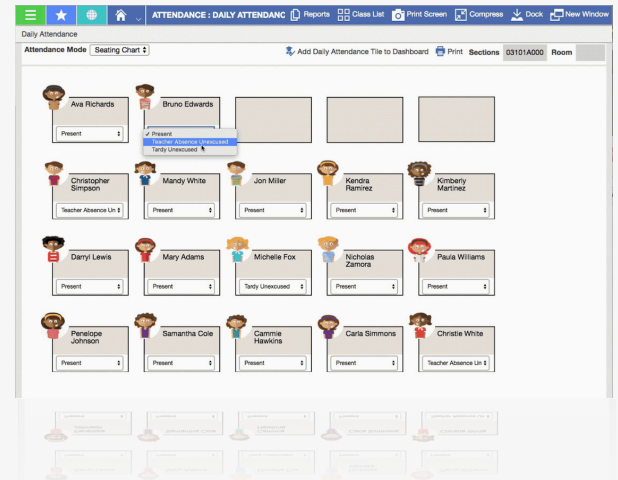 ATTENDANCE : DAILY ATTENDANC Reports Class List Print Screen Compress Dock New Window
Daily Attendance
Attendance Mode Seating Chart Add Daily Attendance Tile to Dashboard Print Sections 03101A000 Room
Ava Richards Bruno Edwards
Present ✓ Present
Teacher Absence Unexcused
Tardy Unexcused
Christopher Simpson Mandy White Jon Miller Kendra Ramirez Kimberly Martinez
Teacher Absence Un Present Present Present Present
Darryl Lewis Mary Adams Michelle Fox Nicholas Zamora Paula Williams
Present Present Tardy Unexcused Present Present
Penelope Johnson Samantha Cole Cammie Hawkins Carla Simmons Christie White
Present Present Present Present Teacher Absence Un